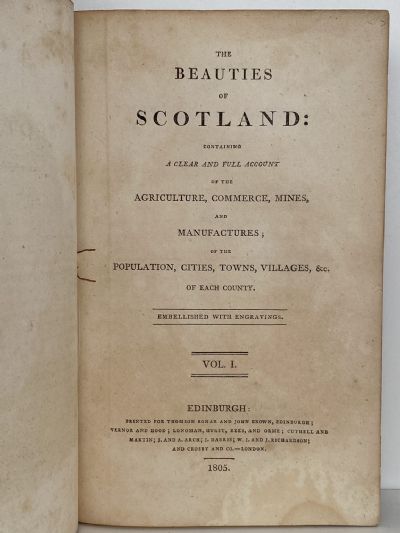 THE
BEAUTIES
OF
SCOTLAND:
CONTAINING
A CLEAR AND FULL ACCOUNT
OF THE
AGRICULTURE, COMMERCE, MINES,
AND
MANUFACTURES;
OF THE
POPULATION, CITIES, TOWNS, VILLAGES, &c.
OF EACH COUNTY.
EMBELLISHED WITH ENGRAVINGS.
VOL. I.
EDINBURGH:
PRINTED FOR THOMSON BONAR AND JOHN BROWN, EDINBURGH;
VERNOR AND HOOD; LONGMAN, HURST, REES, AND ORME; CUTHELL AND
MARTIN; J. AND A. ARCH; J. HARRIS; W. J. AND J. RICHARDSON;
AND CROSBY AND CO.—LONDON.
1805.